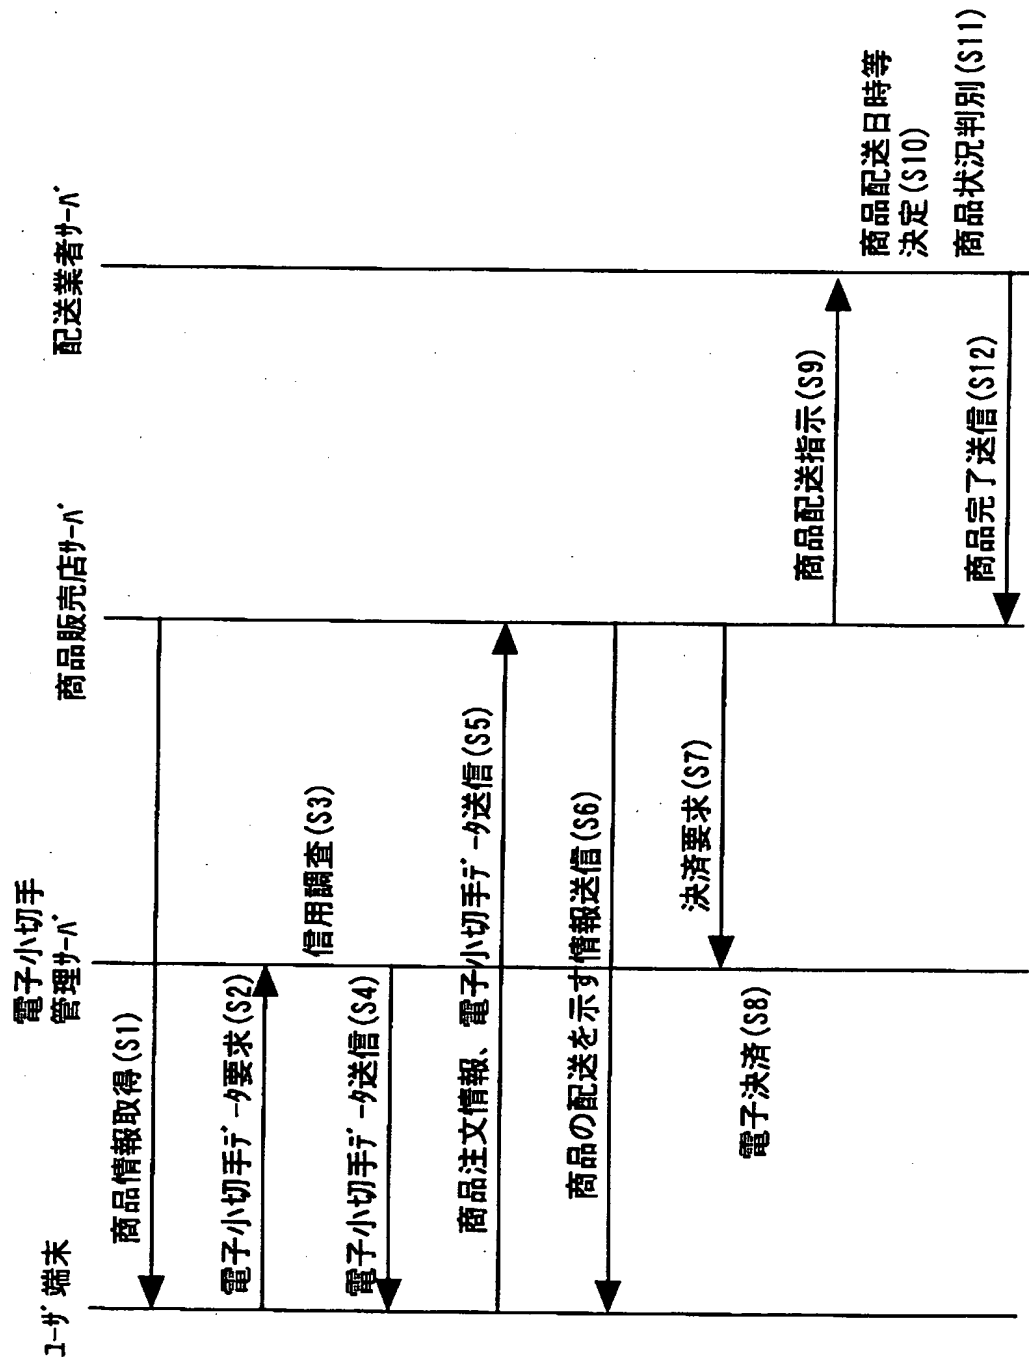 ﾕｰｻﾞ端末
電子小切手
管理ｻｰﾊﾞ
商品販売店ｻｰﾊﾞ
配送業者ｻｰﾊﾞ
商品情報取得(S1)
電子小切手ﾃﾞｰﾀ要求(S2)
信用調査(S3)
電子小切手ﾃﾞｰﾀ送信(S4)
商品注文情報、電子小切手ﾃﾞｰﾀ送信(S5)
商品の配送を示す情報送信(S6)
決済要求(S7)
電子決済(S8)
商品配送指示(S9)
商品配送日時等
決定(S10)
商品状況判別(S11)
商品完了送信(S12)